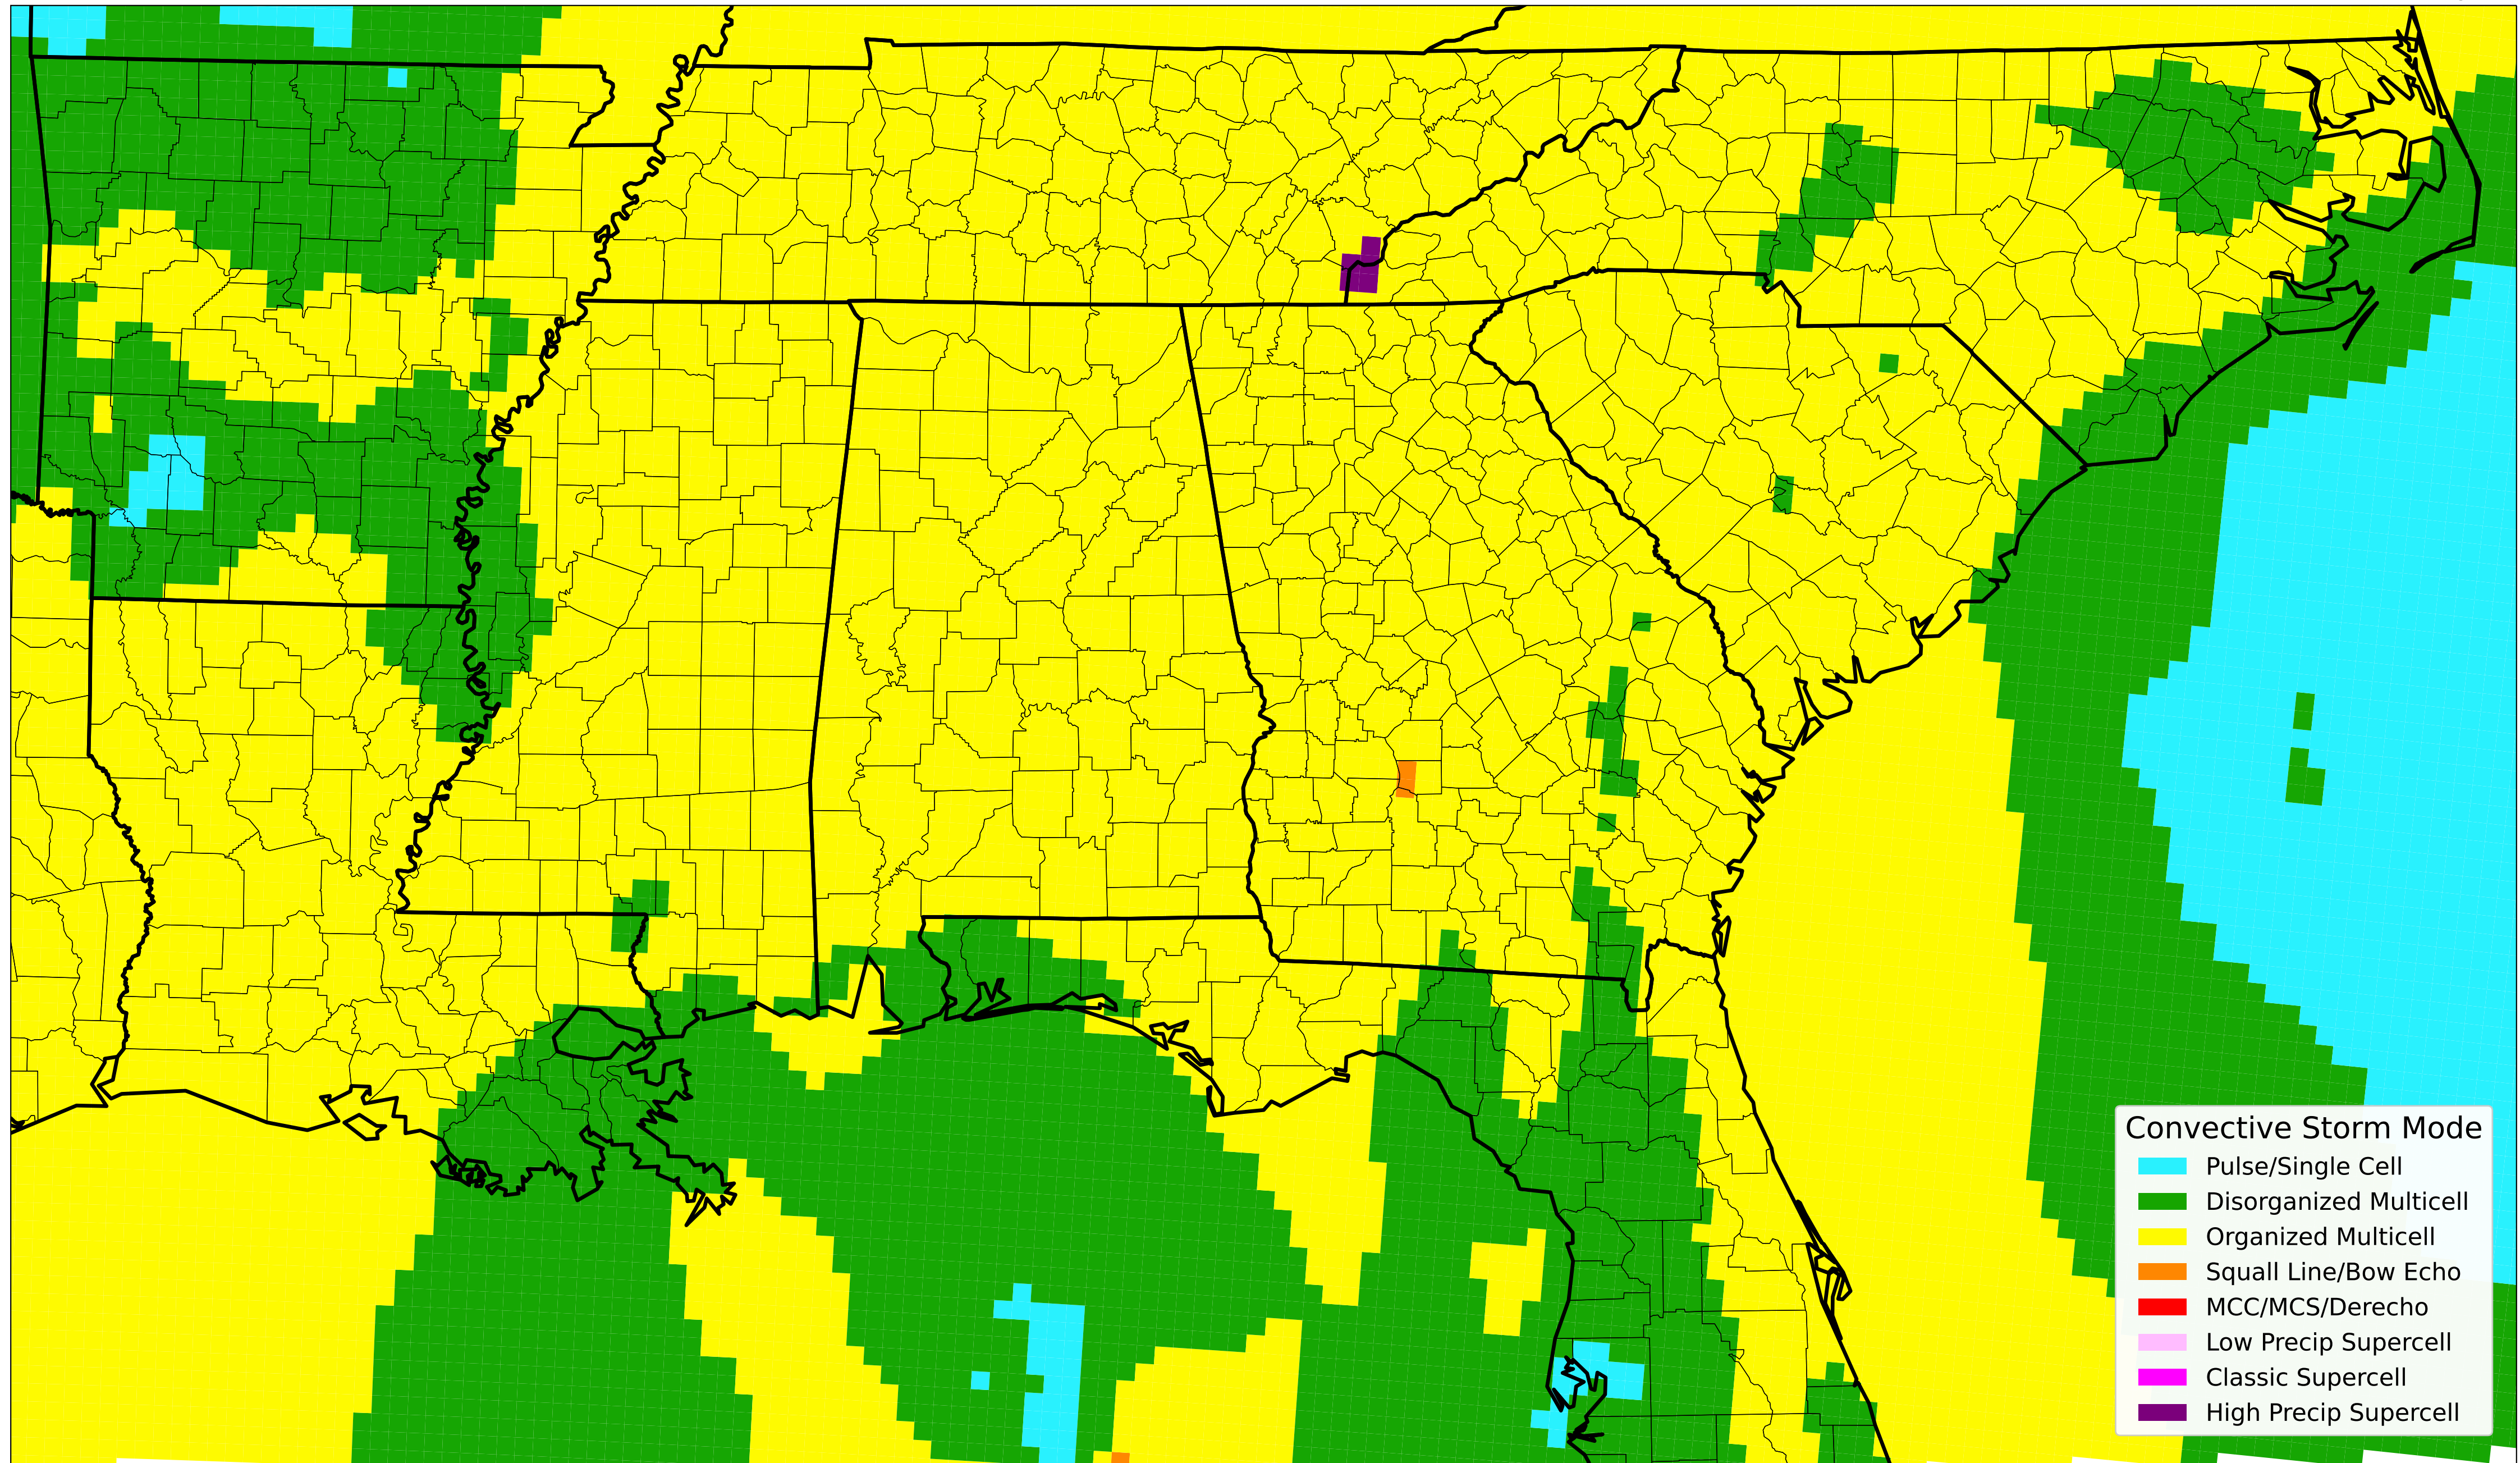 Convective Storm Mode
Pulse/Single Cell
Disorganized Multicell
Organized Multicell
Squall Line/Bow Echo
MCC/MCS/Derecho
Low Precip Supercell
Classic Supercell
High Precip Supercell